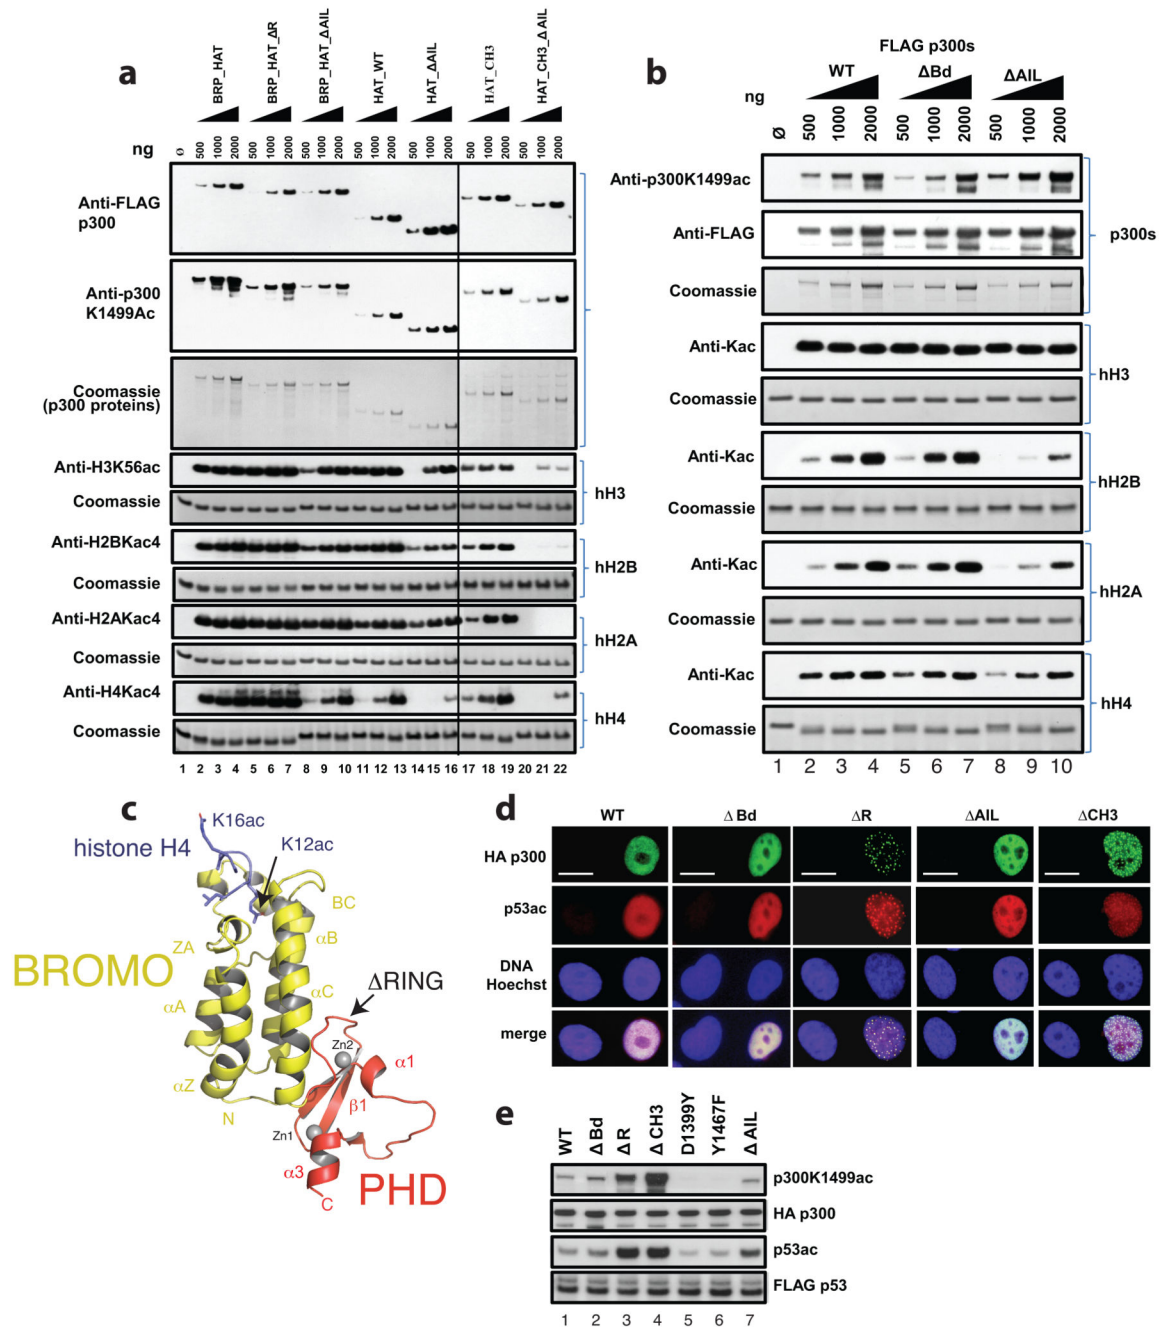 a
BRP_HAT
BRP_HAT_ΔR
BRP_HAT_ΔAIL
HAT_WT
HAT_ΔAIL
HAT_CH3
HAT_CH3_ΔAIL
ng
Ø 500 1000 2000 500 1000 2000 500 1000 2000 500 1000 2000 500 1000 2000 500 1000 2000 500 1000 2000
Anti-FLAG
p300
Anti-p300
K1499Ac
Coomassie
(p300 proteins)
Anti-H3K56ac
Coomassie
hH3
Anti-H2BKac4
Coomassie
hH2B
Anti-H2AKac4
Coomassie
hH2A
Anti-H4Kac4
Coomassie
hH4
1 2 3 4 5 6 7 8 9 10 11 12 13 14 15 16 17 18 19 20 21 22
b
FLAG p300s
WT ΔBd ΔAIL
ng
Ø 500 1000 2000 500 1000 2000 500 1000 2000
Anti-p300K1499ac
Anti-FLAG
p300s
Coomassie
Anti-Kac
hH3
Coomassie
Anti-Kac
hH2B
Coomassie
Anti-Kac
hH2A
Coomassie
Anti-Kac
hH4
Coomassie
1 2 3 4 5 6 7 8 9 10
c
K16ac
histone H4
K12ac
BC
ZA
αB
BROMO
αA
αC
ΔRING
Zn2
α1
αZ
β1
N
Zn1
α3
PHD
C
d
WT Δ Bd ΔR ΔAIL ΔCH3
HA p300
p53ac
DNA
Hoechst
merge
e
WT Δ Bd Δ R Δ CH3 D1399Y Y1467F Δ AIL
p300K1499ac
HA p300
p53ac
FLAG p53
1 2 3 4 5 6 7